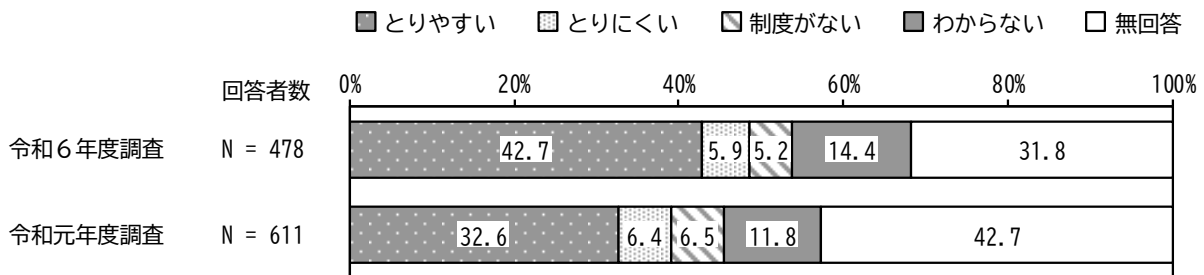 とりやすい とりにくい 制度がない わからない 無回答
回答者数 0% 20% 40% 60% 80% 100%
令和６年度調査 N = 478 42.7 5.9 5.2 14.4 31.8
令和元年度調査 N = 611 32.6 6.4 6.5 11.8 42.7